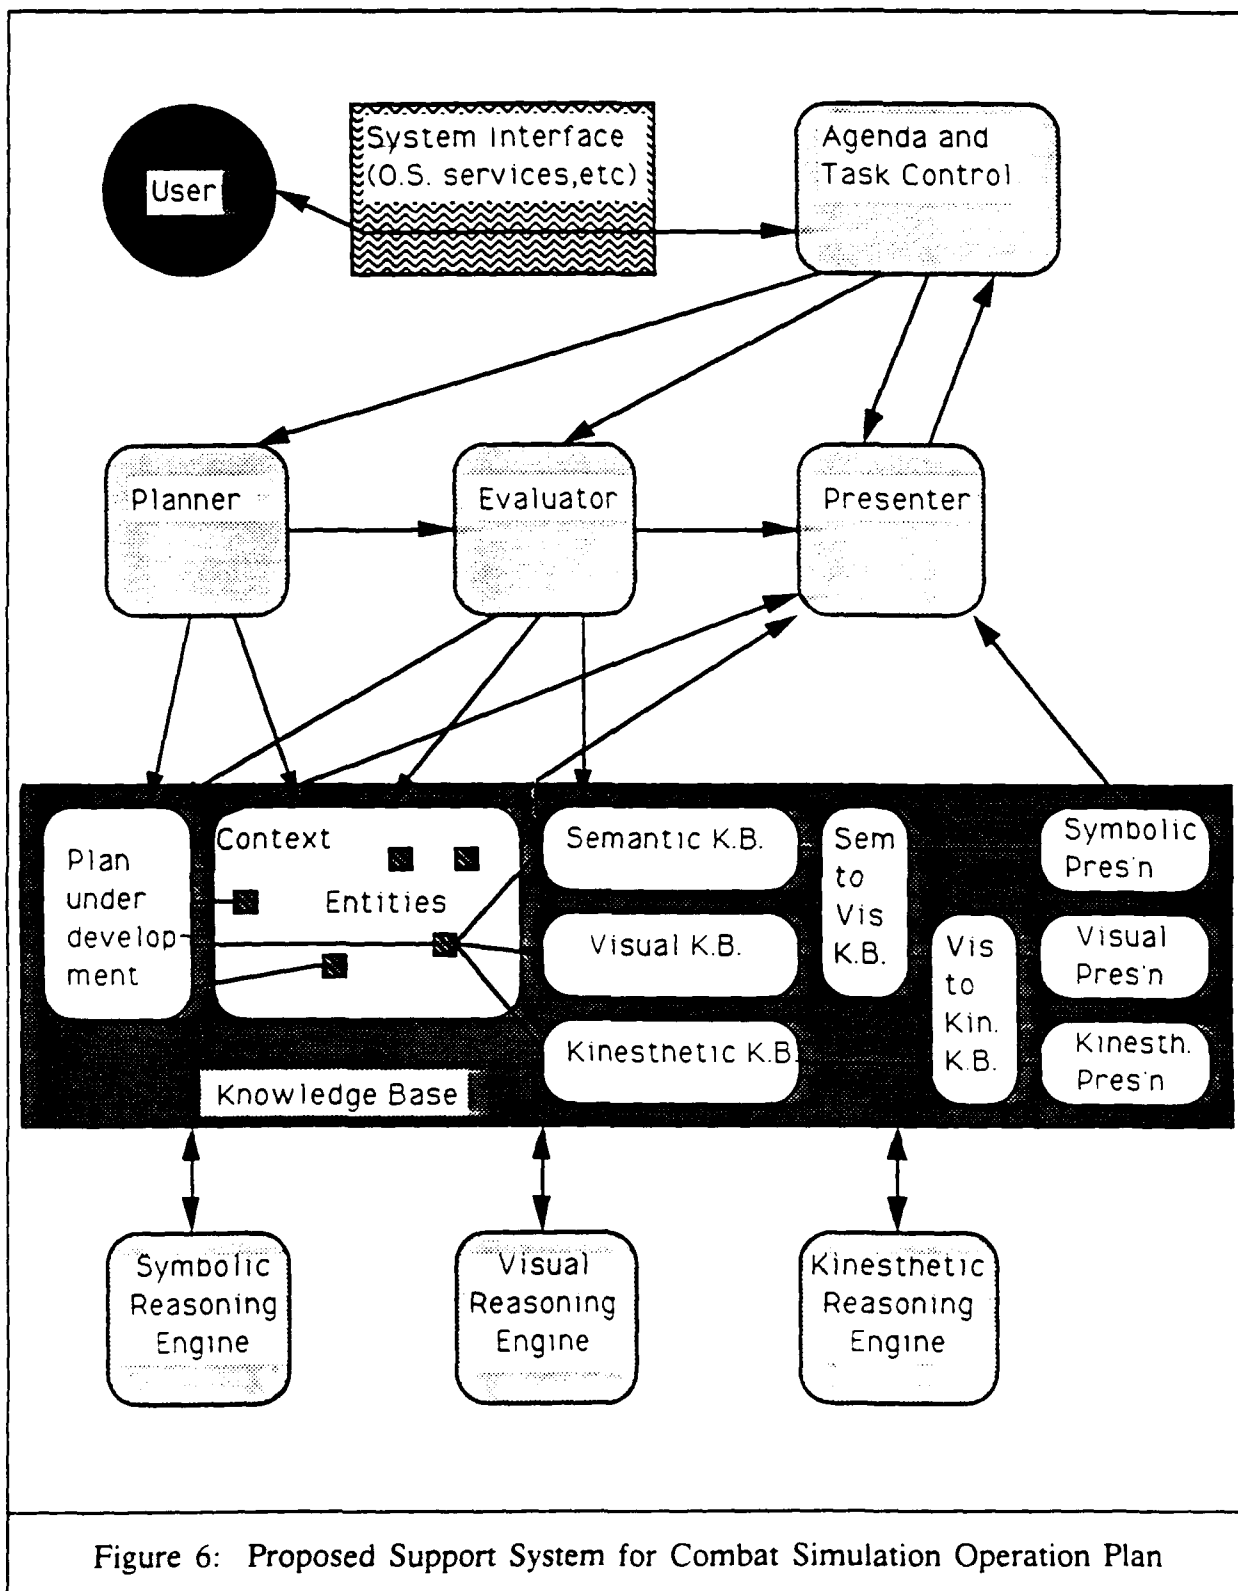 User
System Interface
(O.S. services,etc)
Agenda and
Task Control
Planner
Evaluator
Presenter
Plan
under
develop-
ment
Context
Entities
Semantic K.B.
Visual K.B.
Kinesthetic K.B.
Sem
to
Vis
K.B.
Vis
to
Kin.
K.B.
Symbolic
Pres'n
Visual
Pres'n
Kinesth.
Pres'n
Knowledge Base
Symbolic
Reasoning
Engine
Visual
Reasoning
Engine
Kinesthetic
Reasoning
Engine
Figure 6: Proposed Support System for Combat Simulation Operation Plan